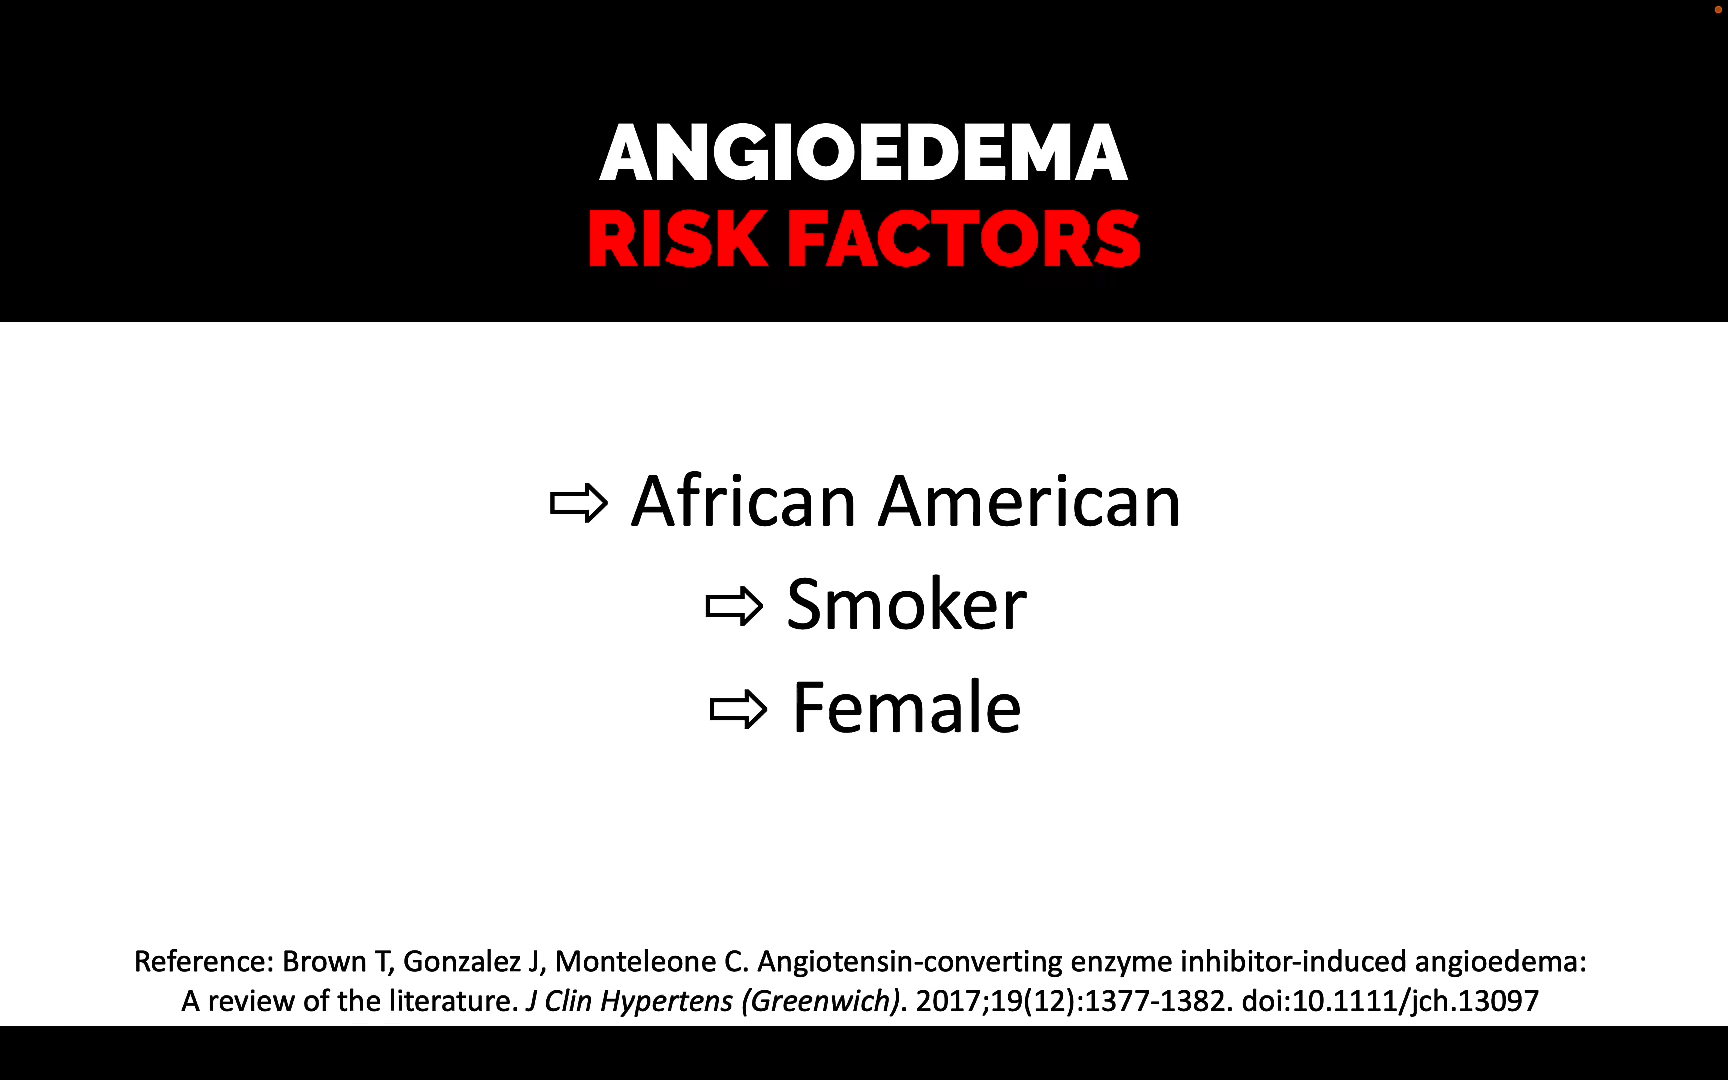 ANGIOEDEMA
RISK FACTORS
⇨ African American
⇨ Smoker
⇨ Female
Reference: Brown T, Gonzalez J, Monteleone C. Angiotensin-converting enzyme inhibitor-induced angioedema:
A review of the literature. J Clin Hypertens (Greenwich). 2017;19(12):1377-1382. doi:10.1111/jch.13097